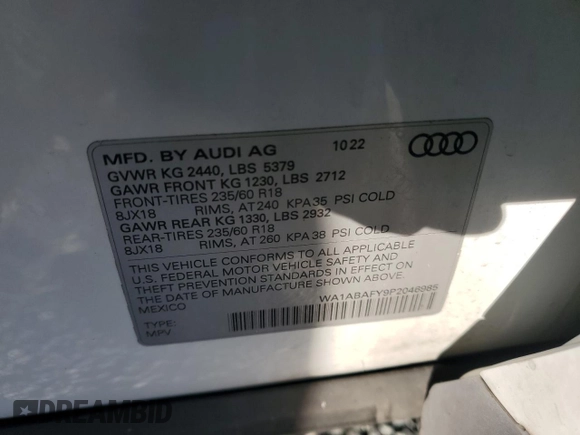 MFD. BY AUDI AG 10 22
GVWR KG 2440, LBS 5379
GAWR FRONT KG 1230, LBS 2712
FRONT-TIRES 235/60 R18
8JX18 RIMS, AT 240 KPA 35 PSI COLD
GAWR REAR KG 1330, LBS 2932
REAR-TIRES 235/60 R18
8JX18 RIMS, AT 260 KPA 38 PSI COLD
THIS VEHICLE CONFORMS TO ALL APPLICABLE
U.S. FEDERAL MOTOR VEHICLE SAFETY AND
THEFT PREVENTION STANDARDS IN EFFECT ON
THE DATE OF MANUFACTURE SHOWN ABOVE.
MEXICO WA1ABAFY9P2046985
TYPE:
MPV
DREAMBID